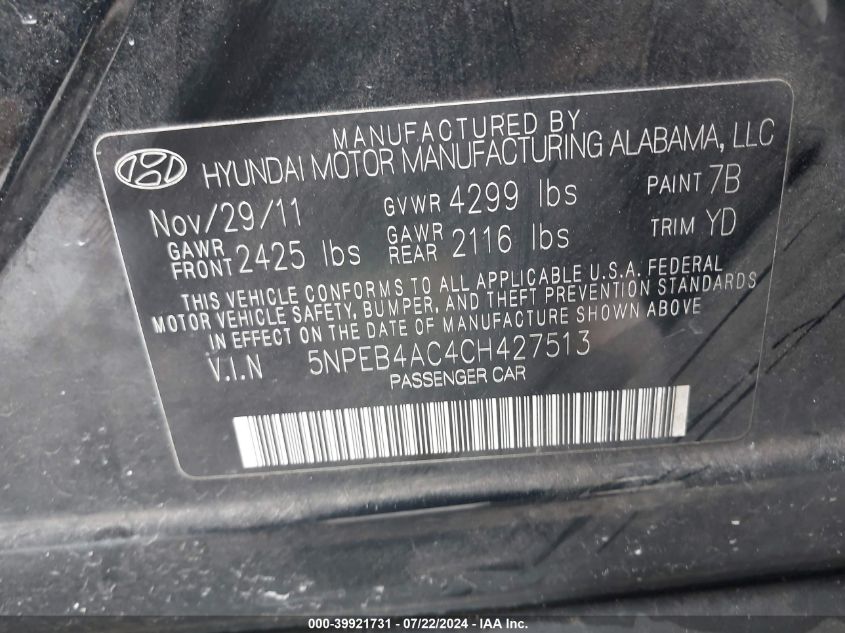 MANUFACTURED BY
HYUNDAI MOTOR MANUFACTURING ALABAMA, LLC
Nov/29/11 GVWR 4299 lbs PAINT 7B
GAWR FRONT 2425 lbs GAWR REAR 2116 lbs TRIM YD
THIS VEHICLE CONFORMS TO ALL APPLICABLE U.S.A. FEDERAL
MOTOR VEHICLE SAFETY, BUMPER, AND THEFT PREVENTION STANDARDS
IN EFFECT ON THE DATE OF MANUFACTURE SHOWN ABOVE
V.I.N 5NPEB4AC4CH427513
PASSENGER CAR
000-39921731 - 07/22/2024 - IAA, Inc.